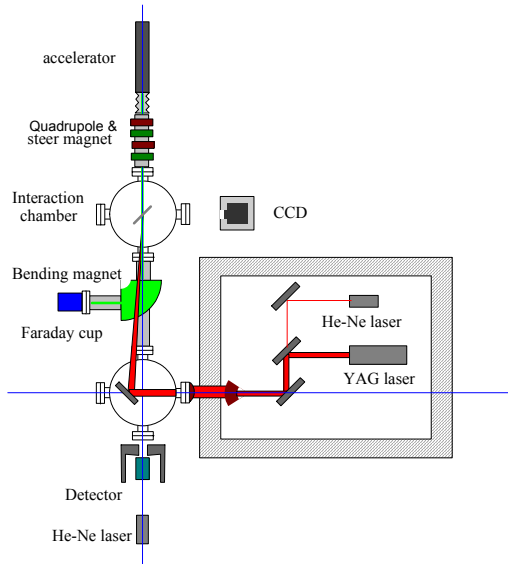 accelerator
Quadrupole &
steer magnet
Interaction
chamber
CCD
Bending magnet
Faraday cup
He-Ne laser
YAG laser
Detector
He-Ne laser